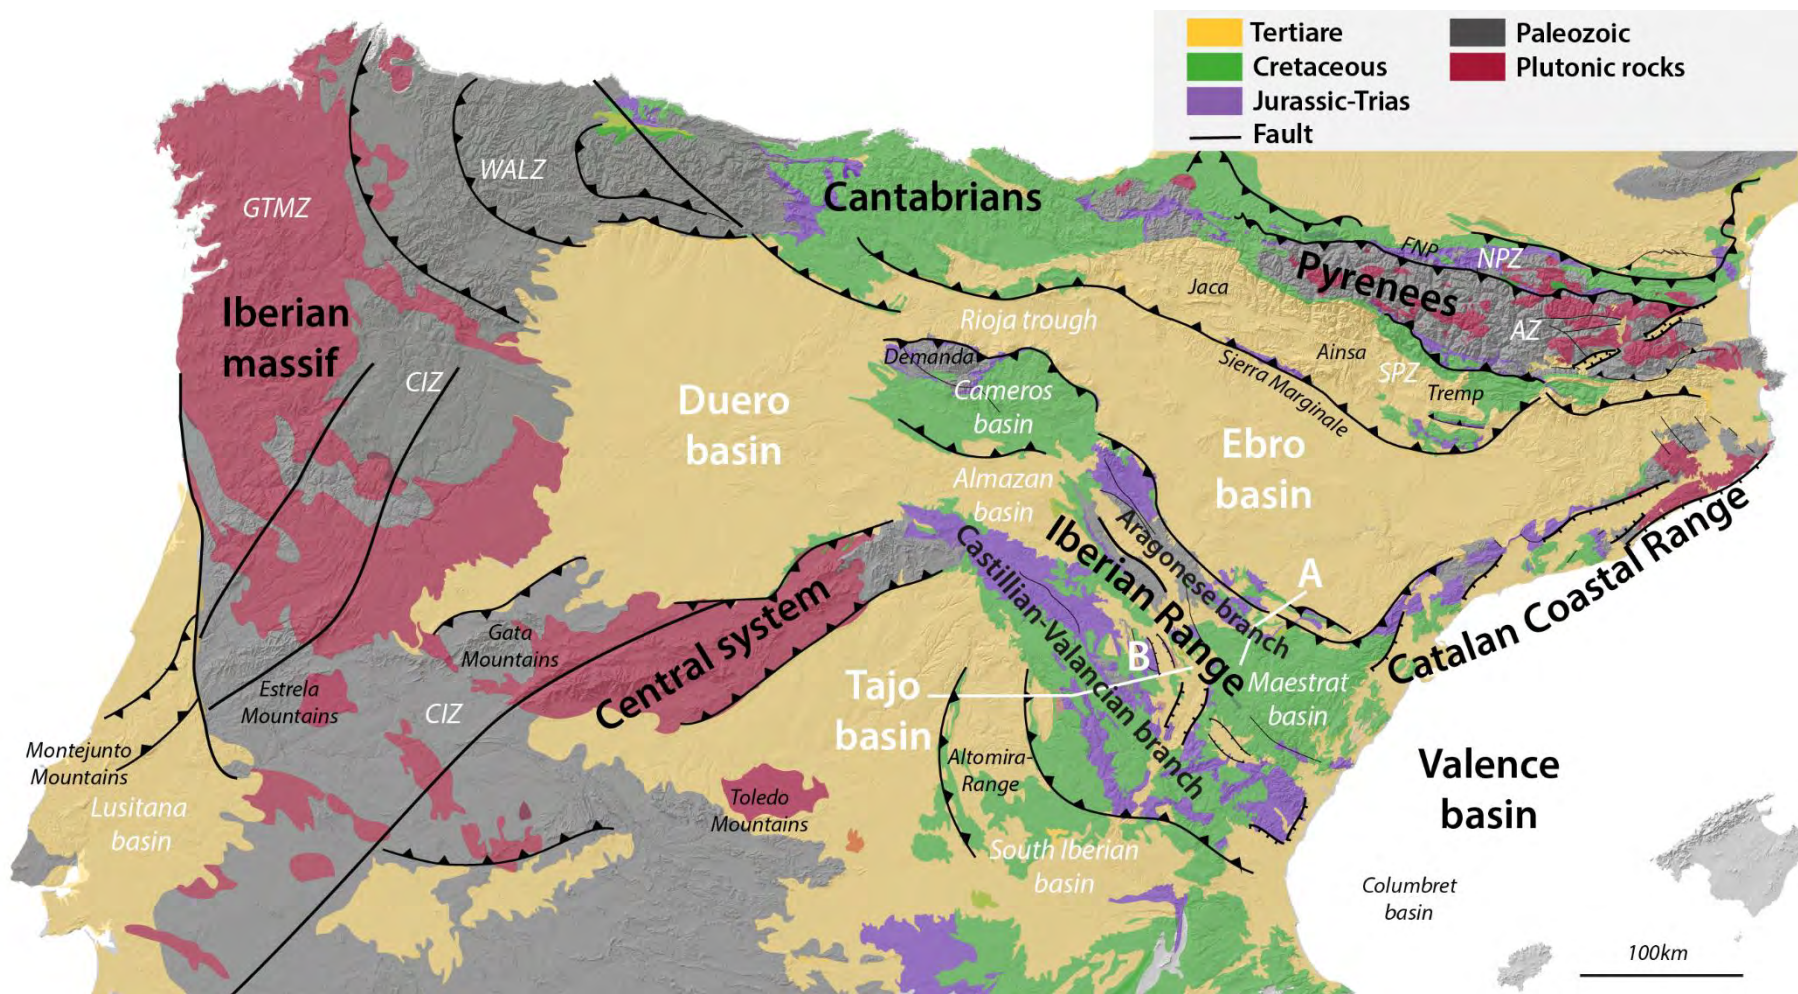 Tertiare
Cretaceous
Jurassic-Trias
Fault
Paleozoic
Plutonic rocks
WALZ
GTMZ
Cantabrians
FNP
NPZ
Pyrenees
Jaca
AZ
Iberian
massif
CIZ
Rioja trough
Demanda
Cameros
basin
Sierra Marginale
Ainsa
SPZ
Tremp
Duero
basin
Ebro
basin
Almazan
basin
Iberian Range
Aragonese branch
Castillian-Valancian branch
A
B
Catalan Coastal Range
Central system
Gata
Mountains
Estrela
Mountains
CIZ
Tajo
basin
Maestrat
basin
Montejunto
Mountains
Lusitana
basin
Toledo
Mountains
Altomira-
Range
South Iberian
basin
Valence
basin
Columbret
basin
100km